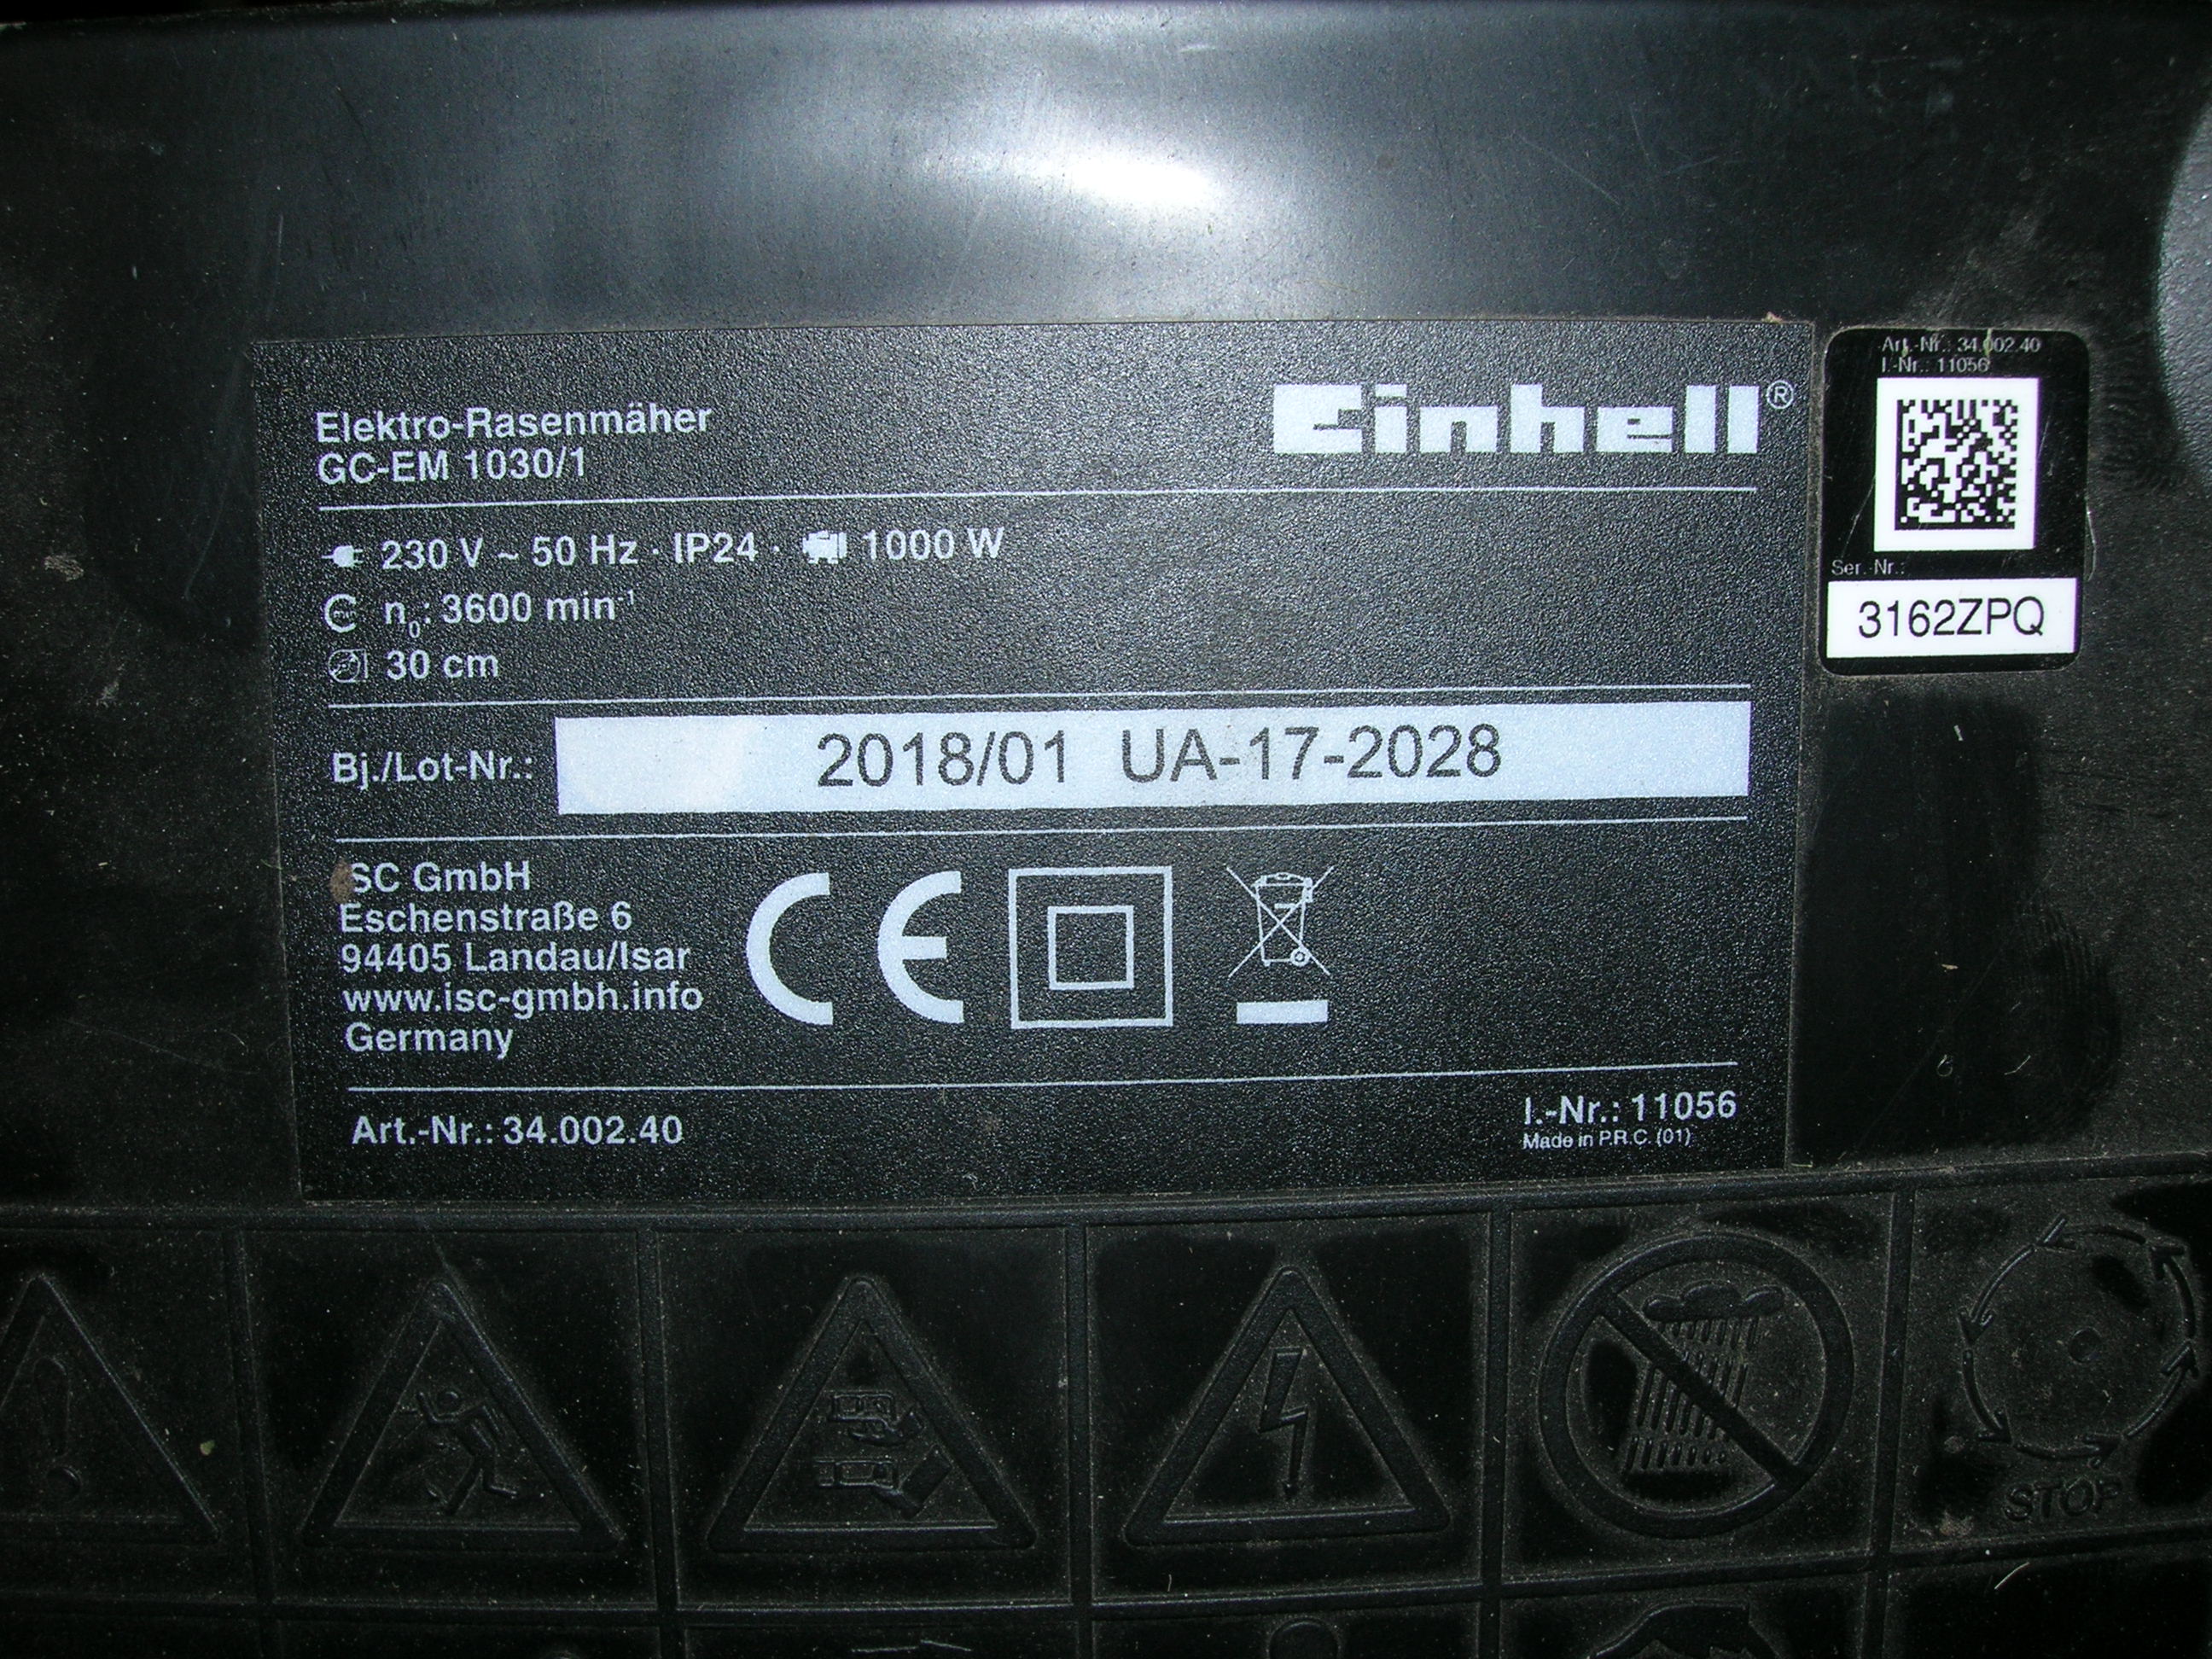 Elektro-Rasenmäher
GC-EM 1030/1
Einhell®
230 V ~ 50 Hz · IP24 · 1000 W
n₀: 3600 min⁻¹
30 cm
Bj./Lot-Nr.: 2018/01 UA-17-2028
SC GmbH
Eschenstraße 6
94405 Landau/Isar
www.isc-gmbh.info
Germany
Art.-Nr.: 34.002.40
I.-Nr.: 11056
Made in P.R.C. (01)
Art.-Nr.: 34.002.40
I.-Nr.: 11056
Ser.-Nr.:
3162ZPQ
STOP